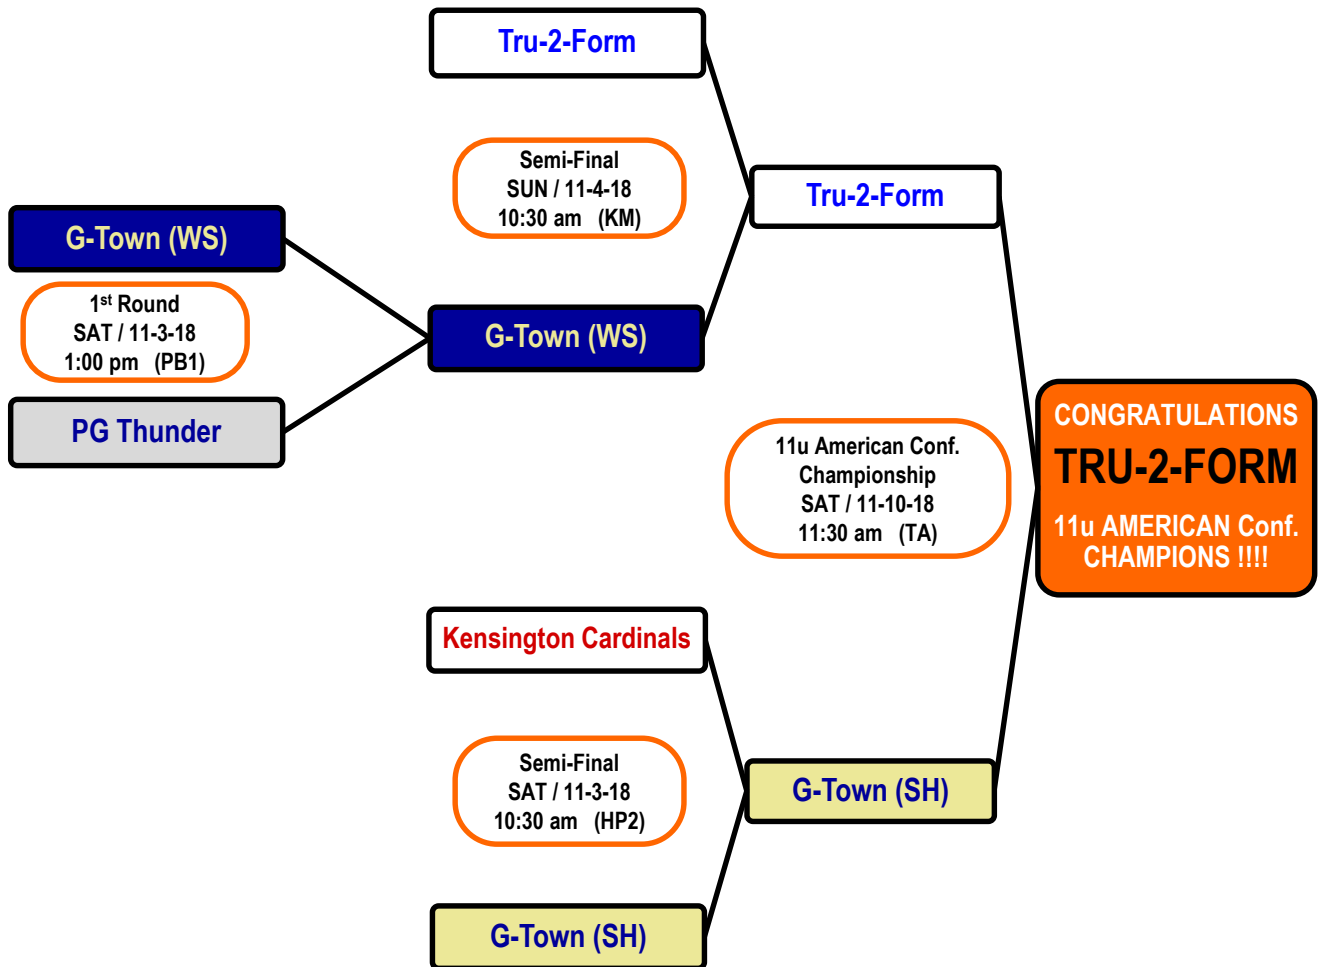 Tru-2-Form
Semi-Final
SUN / 11-4-18
10:30 am (KM)
Tru-2-Form
G-Town (WS)
1st Round
SAT / 11-3-18
1:00 pm (PB1)
G-Town (WS)
PG Thunder
11u American Conf.
Championship
SAT / 11-10-18
11:30 am (TA)
CONGRATULATIONS
TRU-2-FORM
11u AMERICAN Conf.
CHAMPIONS !!!!
Kensington Cardinals
Semi-Final
SAT / 11-3-18
10:30 am (HP2)
G-Town (SH)
G-Town (SH)